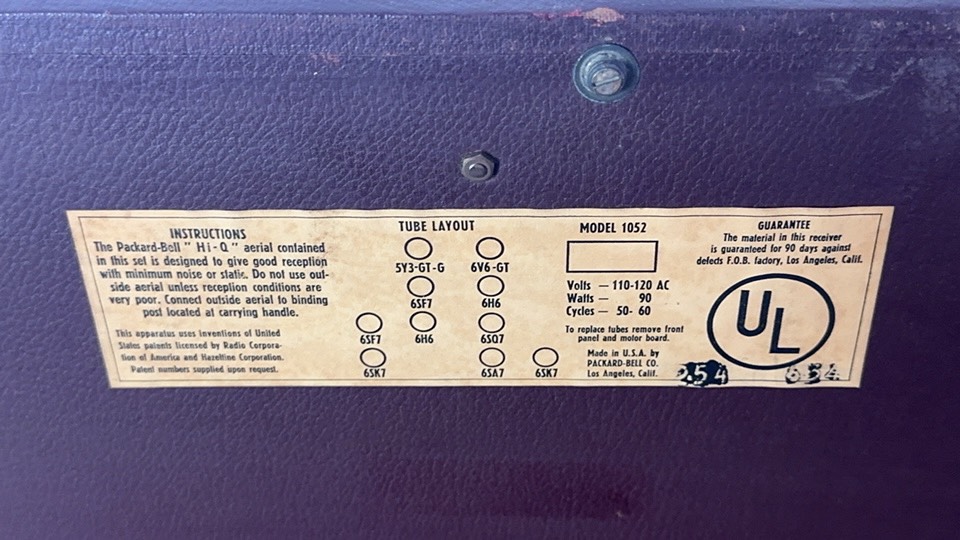 INSTRUCTIONS
The Packard-Bell " Hi-Q " aerial contained
in this set is designed to give good reception
with minimum noise or static. Do not use out-
side aerial unless reception conditions are
very poor. Connect outside aerial to binding
post located at carrying handle.
This apparatus uses inventions of United
States patents licensed by Radio Corpora-
tion of America and Hazeltine Corporation.
Patent numbers supplied upon request.
TUBE LAYOUT
5Y3-GT-G 6V6-GT
6SF7 6H6
6SF7 6H6 6SQ7
6SK7 6SA7 6SK7
MODEL 1052
Volts — 110-120 AC
Watts — 90
Cycles — 50- 60
To replace tubes remove front
panel and motor board.
Made in U.S.A. by
PACKARD-BELL CO.
Los Angeles, Calif.
GUARANTEE
The material in this receiver
is guaranteed for 90 days against
defects F.O.B. factory, Los Angeles, Calif.
UL
254 654